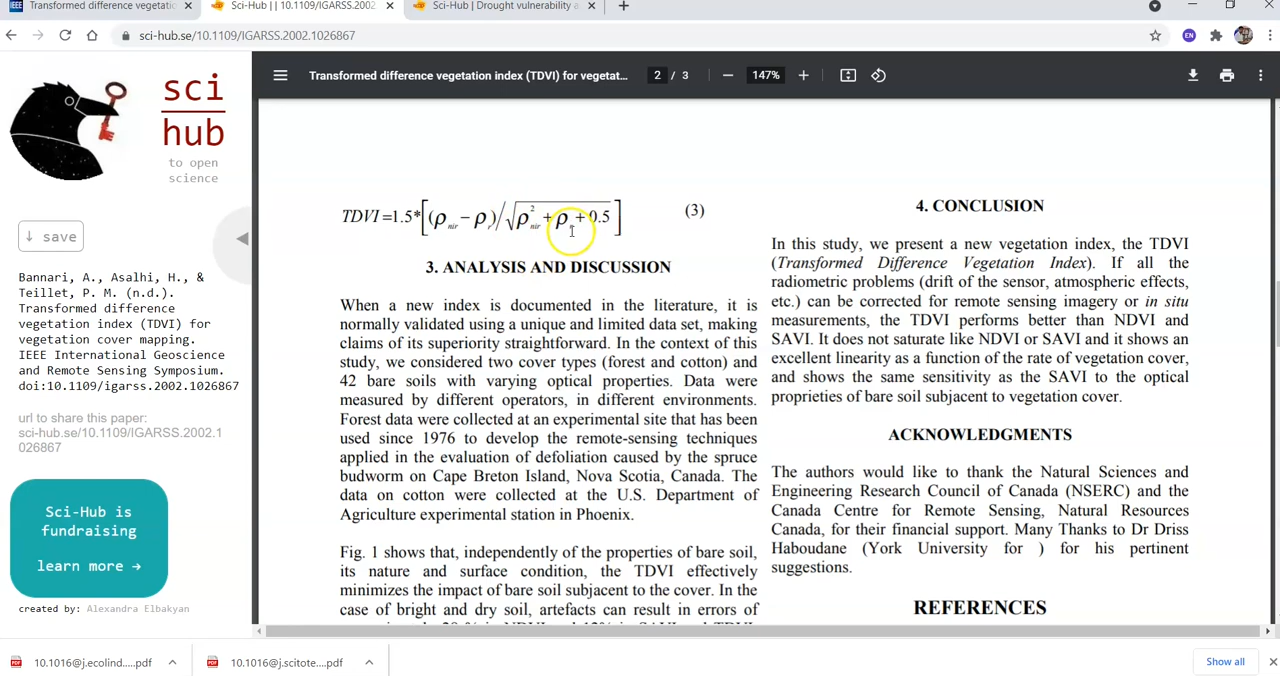 Transformed difference vegetatio
Sci-Hub | | 10.1109/IGARSS.2002
Sci-Hub | Drought vulnerability a
sci-hub.se/10.1109/IGARSS.2002.1026867
EN
sci
hub
to open
science
↓ save
Bannari, A., Asalhi, H., &
Teillet, P. M. (n.d.).
Transformed difference
vegetation index (TDVI) for
vegetation cover mapping.
IEEE International Geoscience
and Remote Sensing Symposium.
doi:10.1109/igarss.2002.1026867
url to share this paper:
sci-hub.se/10.1109/IGARSS.2002.1
026867
Sci-Hub is
fundraising
learn more →
created by: Alexandra Elbakyan
Transformed difference vegetation index (TDVI) for vegetat...
2 / 3
147%
TDVI =1.5*[(ρnir − ρr)/√ρ²nir + ρ + 0.5] (3)
3. ANALYSIS AND DISCUSSION
When a new index is documented in the literature, it is
normally validated using a unique and limited data set, making
claims of its superiority straightforward. In the context of this
study, we considered two cover types (forest and cotton) and
42 bare soils with varying optical properties. Data were
measured by different operators, in different environments.
Forest data were collected at an experimental site that has been
used since 1976 to develop the remote-sensing techniques
applied in the evaluation of defoliation caused by the spruce
budworm on Cape Breton Island, Nova Scotia, Canada. The
data on cotton were collected at the U.S. Department of
Agriculture experimental station in Phoenix.
Fig. 1 shows that, independently of the properties of bare soil,
its nature and surface condition, the TDVI effectively
minimizes the impact of bare soil subjacent to the cover. In the
case of bright and dry soil, artefacts can result in errors of
4. CONCLUSION
In this study, we present a new vegetation index, the TDVI
(Transformed Difference Vegetation Index). If all the
radiometric problems (drift of the sensor, atmospheric effects,
etc.) can be corrected for remote sensing imagery or in situ
measurements, the TDVI performs better than NDVI and
SAVI. It does not saturate like NDVI or SAVI and it shows an
excellent linearity as a function of the rate of vegetation cover,
and shows the same sensitivity as the SAVI to the optical
proprieties of bare soil subjacent to vegetation cover.
ACKNOWLEDGMENTS
The authors would like to thank the Natural Sciences and
Engineering Research Council of Canada (NSERC) and the
Canada Centre for Remote Sensing, Natural Resources
Canada, for their financial support. Many Thanks to Dr Driss
Haboudane (York University for ) for his pertinent
suggestions.
REFERENCES
10.1016@j.ecolind.....pdf
10.1016@j.scitote....pdf
Show all